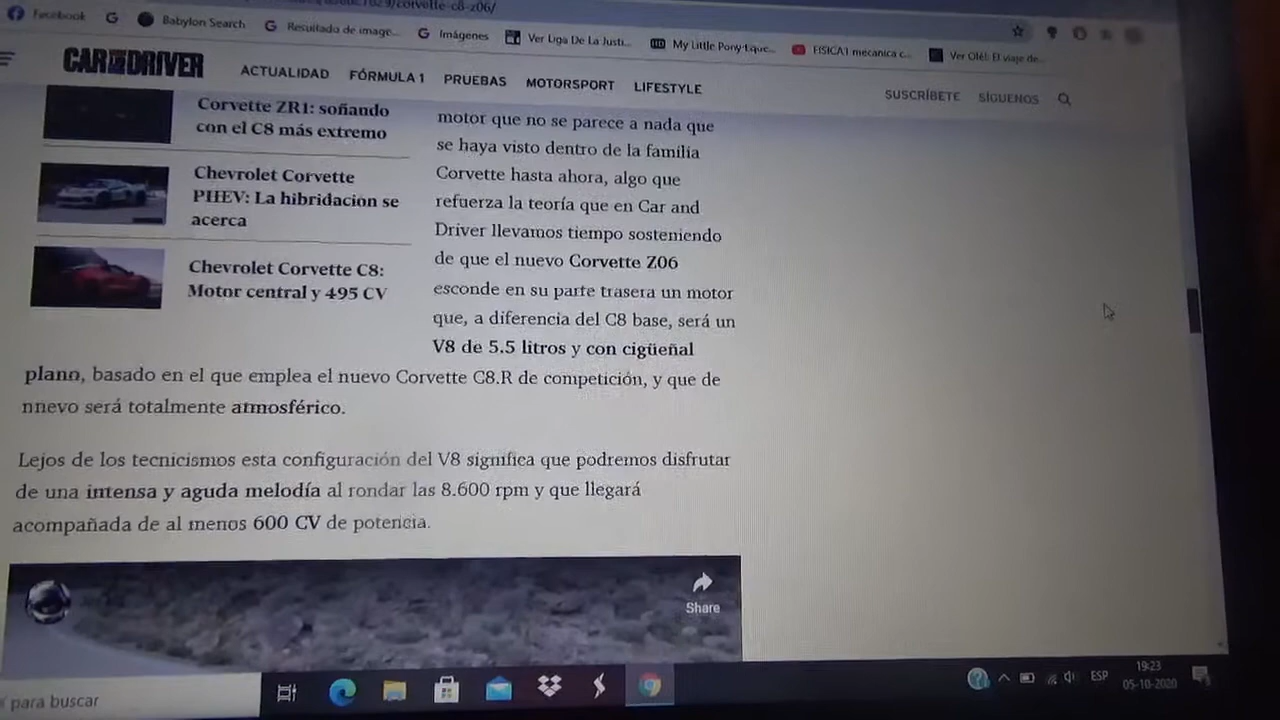 /corvette-c8-z06/
Facebook
Babylon Search
Resultado de image...
Imágenes
Ver Liga De La Justi...
My Little Pony Eque...
FISICA1 mecanica c...
Ver Olé!: El viaje de...
CAR AND DRIVER
ACTUALIDAD
FÓRMULA 1
PRUEBAS
MOTORSPORT
LIFESTYLE
SUSCRÍBETE
SÍGUENOS
Corvette ZR1: soñando
con el C8 más extremo
Chevrolet Corvette
PHEV: La hibridacion se
acerca
Chevrolet Corvette C8:
Motor central y 495 CV
motor que no se parece a nada que
se haya visto dentro de la familia
Corvette hasta ahora, algo que
refuerza la teoría que en Car and
Driver llevamos tiempo sosteniendo
de que el nuevo Corvette Z06
esconde en su parte trasera un motor
que, a diferencia del C8 base, será un
V8 de 5.5 litros y con cigüeñal
plano, basado en el que emplea el nuevo Corvette C8.R de competición, y que de
nnevo será totalmente atmosférico.
Lejos de los tecnicismos esta configuración del V8 significa que podremos disfrutar
de una intensa y aguda melodía al rondar las 8.600 rpm y que llegará
acompañada de al menos 600 CV de potencia.
Share
para buscar
ESP
19:23
05-10-2020